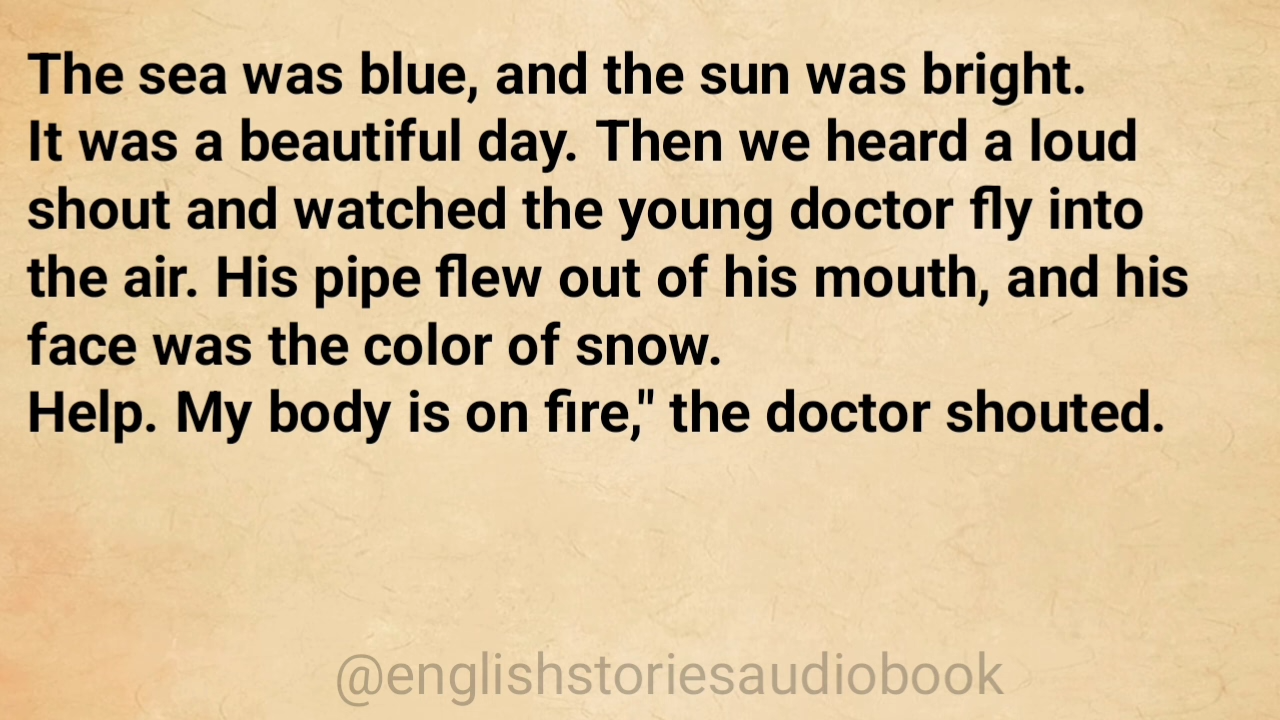 The sea was blue, and the sun was bright.
It was a beautiful day. Then we heard a loud
shout and watched the young doctor fly into
the air. His pipe flew out of his mouth, and his
face was the color of snow.
Help. My body is on fire," the doctor shouted.
@englishstoriesaudiobook